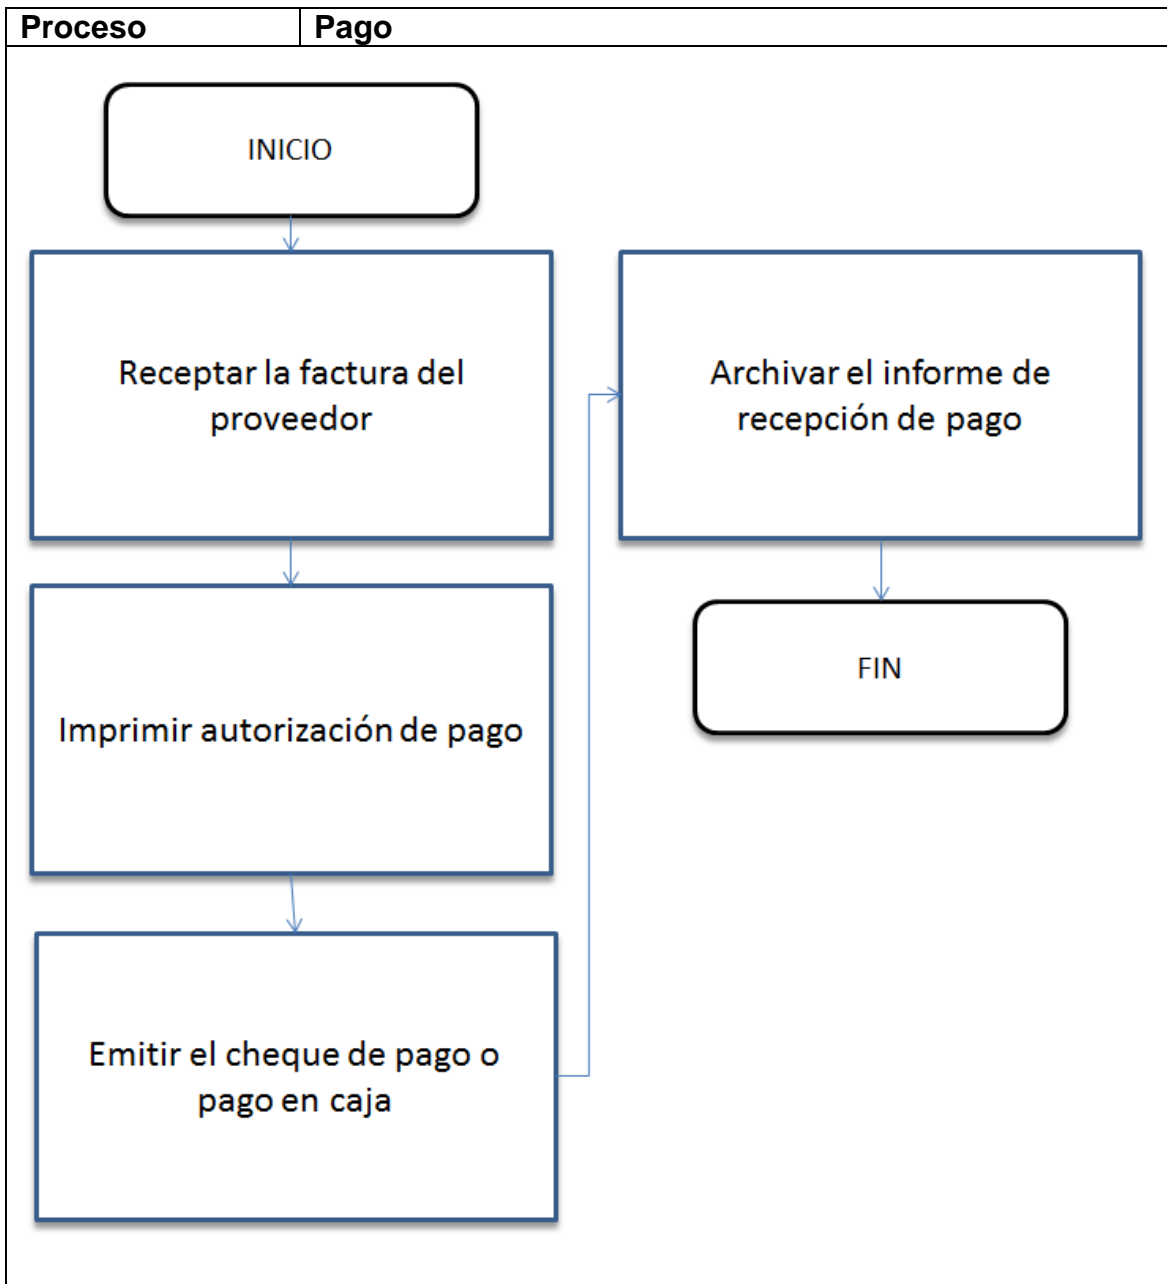 Proceso
Pago
INICIO
Receptar la factura del
proveedor
Imprimir autorización de pago
Emitir el cheque de pago o
pago en caja
Archivar el informe de
recepción de pago
FIN